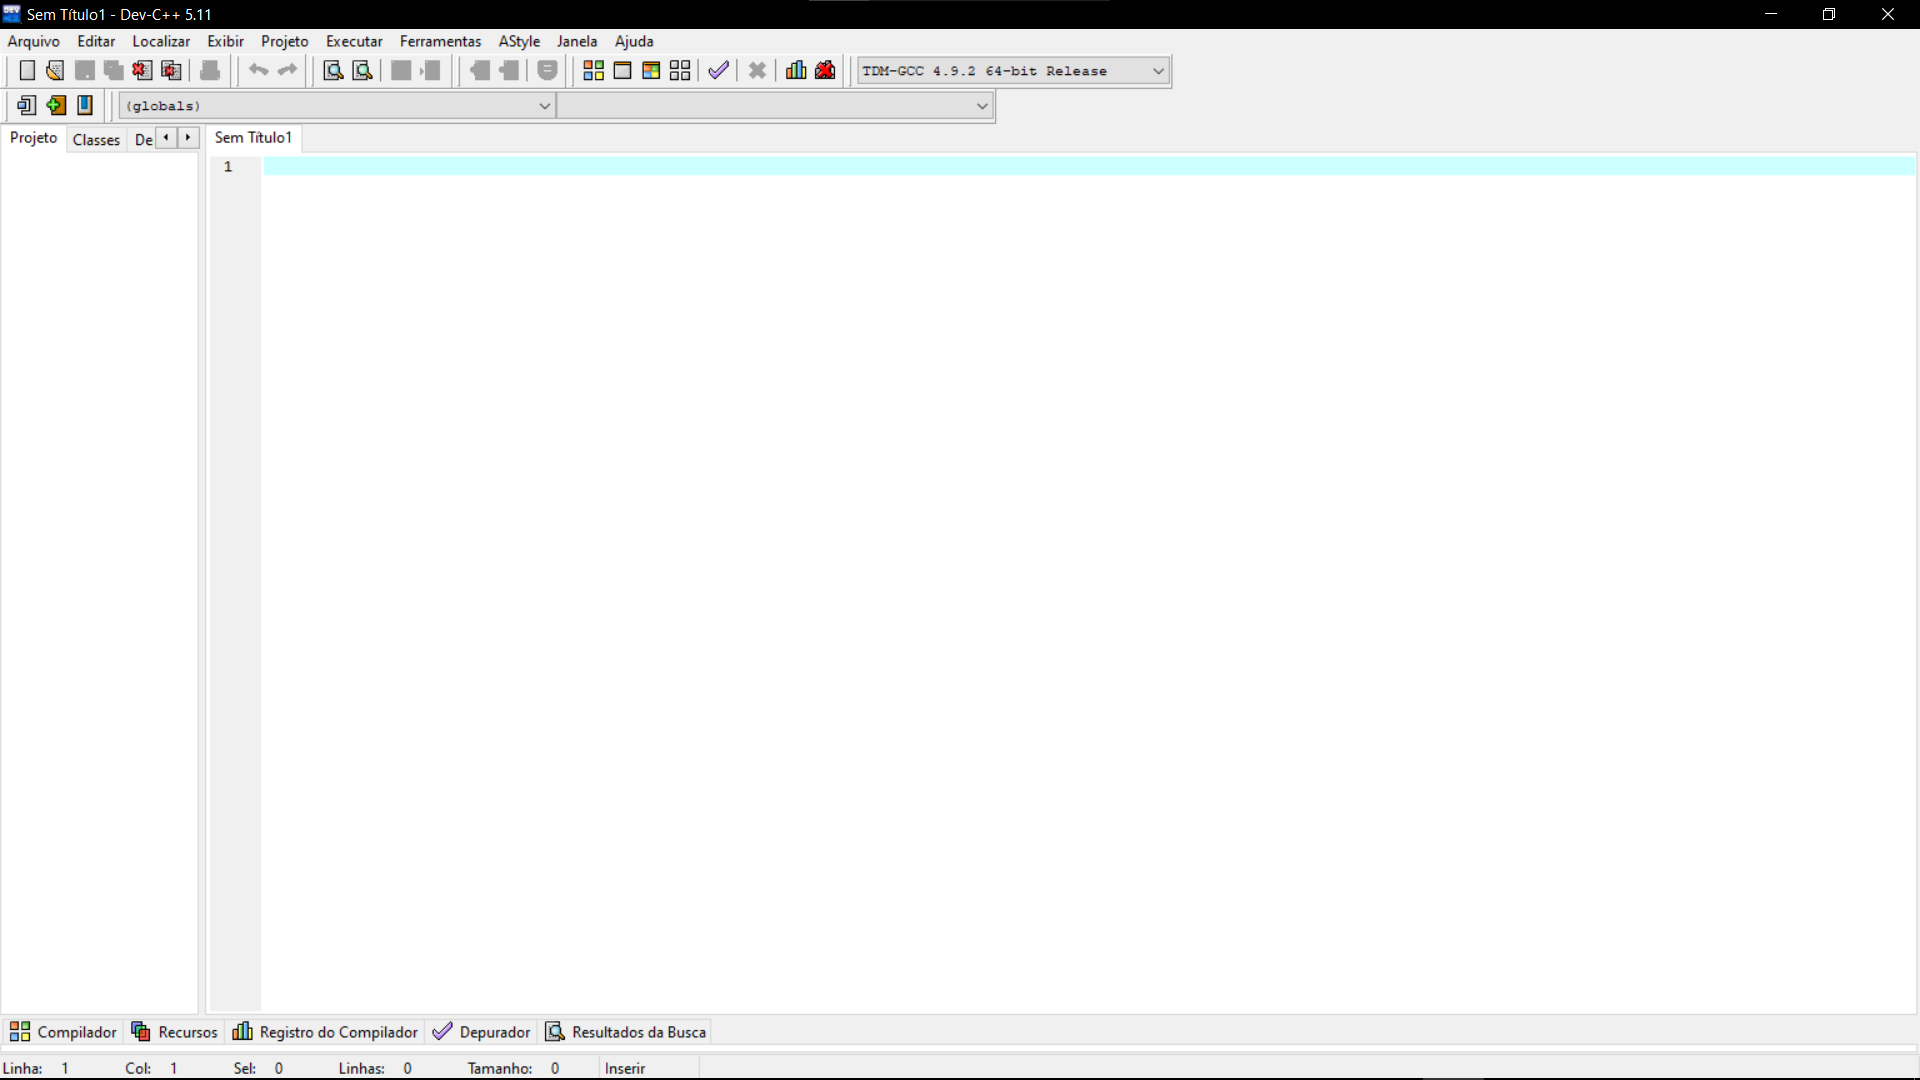 Sem Título1 - Dev-C++ 5.11
Arquivo Editar Localizar Exibir Projeto Executar Ferramentas AStyle Janela Ajuda
TDM-GCC 4.9.2 64-bit Release
(globals)
Projeto Classes De Sem Título1
1
Compilador Recursos Registro do Compilador Depurador Resultados da Busca
Linha: 1 Col: 1 Sel: 0 Linhas: 0 Tamanho: 0 Inserir